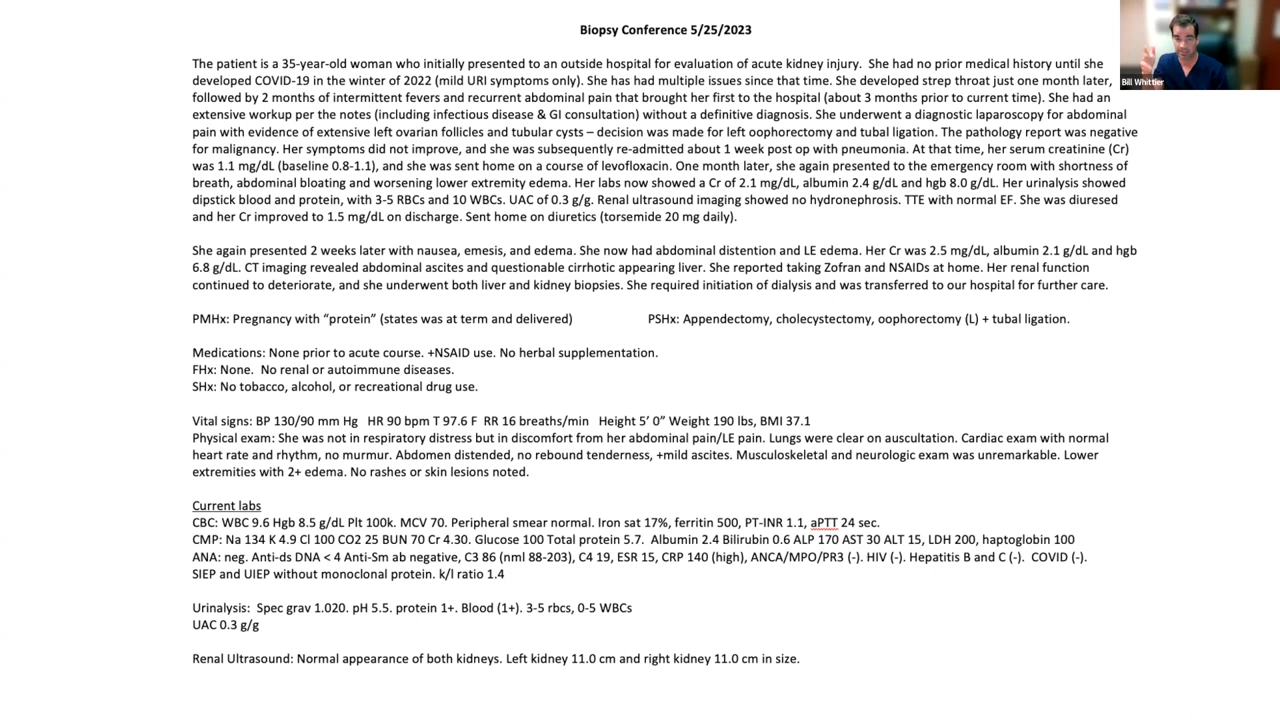 Biopsy Conference 5/25/2023
Bill Whittier
The patient is a 35-year-old woman who initially presented to an outside hospital for evaluation of acute kidney injury.  She had no prior medical history until she
developed COVID-19 in the winter of 2022 (mild URI symptoms only). She has had multiple issues since that time. She developed strep throat just one month later,
followed by 2 months of intermittent fevers and recurrent abdominal pain that brought her first to the hospital (about 3 months prior to current time). She had an
extensive workup per the notes (including infectious disease & GI consultation) without a definitive diagnosis. She underwent a diagnostic laparoscopy for abdominal
pain with evidence of extensive left ovarian follicles and tubular cysts – decision was made for left oophorectomy and tubal ligation. The pathology report was negative
for malignancy. Her symptoms did not improve, and she was subsequently re-admitted about 1 week post op with pneumonia. At that time, her serum creatinine (Cr)
was 1.1 mg/dL (baseline 0.8-1.1), and she was sent home on a course of levofloxacin. One month later, she again presented to the emergency room with shortness of
breath, abdominal bloating and worsening lower extremity edema. Her labs now showed a Cr of 2.1 mg/dL, albumin 2.4 g/dL and hgb 8.0 g/dL. Her urinalysis showed
dipstick blood and protein, with 3-5 RBCs and 10 WBCs. UAC of 0.3 g/g. Renal ultrasound imaging showed no hydronephrosis. TTE with normal EF. She was diuresed
and her Cr improved to 1.5 mg/dL on discharge. Sent home on diuretics (torsemide 20 mg daily).
She again presented 2 weeks later with nausea, emesis, and edema. She now had abdominal distention and LE edema. Her Cr was 2.5 mg/dL, albumin 2.1 g/dL and hgb
6.8 g/dL. CT imaging revealed abdominal ascites and questionable cirrhotic appearing liver. She reported taking Zofran and NSAIDs at home. Her renal function
continued to deteriorate, and she underwent both liver and kidney biopsies. She required initiation of dialysis and was transferred to our hospital for further care.
PMHx: Pregnancy with “protein” (states was at term and delivered) PSHx: Appendectomy, cholecystectomy, oophorectomy (L) + tubal ligation.
Medications: None prior to acute course. +NSAID use. No herbal supplementation.
FHx: None.  No renal or autoimmune diseases.
SHx: No tobacco, alcohol, or recreational drug use.
Vital signs: BP 130/90 mm Hg   HR 90 bpm T 97.6 F  RR 16 breaths/min   Height 5’ 0” Weight 190 lbs, BMI 37.1
Physical exam: She was not in respiratory distress but in discomfort from her abdominal pain/LE pain. Lungs were clear on auscultation. Cardiac exam with normal
heart rate and rhythm, no murmur. Abdomen distended, no rebound tenderness, +mild ascites. Musculoskeletal and neurologic exam was unremarkable. Lower
extremities with 2+ edema. No rashes or skin lesions noted.
Current labs
CBC: WBC 9.6 Hgb 8.5 g/dL Plt 100k. MCV 70. Peripheral smear normal. Iron sat 17%, ferritin 500, PT-INR 1.1, aPTT 24 sec.
CMP: Na 134 K 4.9 Cl 100 CO2 25 BUN 70 Cr 4.30. Glucose 100 Total protein 5.7.  Albumin 2.4 Bilirubin 0.6 ALP 170 AST 30 ALT 15, LDH 200, haptoglobin 100
ANA: neg. Anti-ds DNA < 4 Anti-Sm ab negative, C3 86 (nml 88-203), C4 19, ESR 15, CRP 140 (high), ANCA/MPO/PR3 (-). HIV (-). Hepatitis B and C (-).  COVID (-).
SIEP and UIEP without monoclonal protein. k/l ratio 1.4
Urinalysis:  Spec grav 1.020. pH 5.5. protein 1+. Blood (1+). 3-5 rbcs, 0-5 WBCs
UAC 0.3 g/g
Renal Ultrasound: Normal appearance of both kidneys. Left kidney 11.0 cm and right kidney 11.0 cm in size.